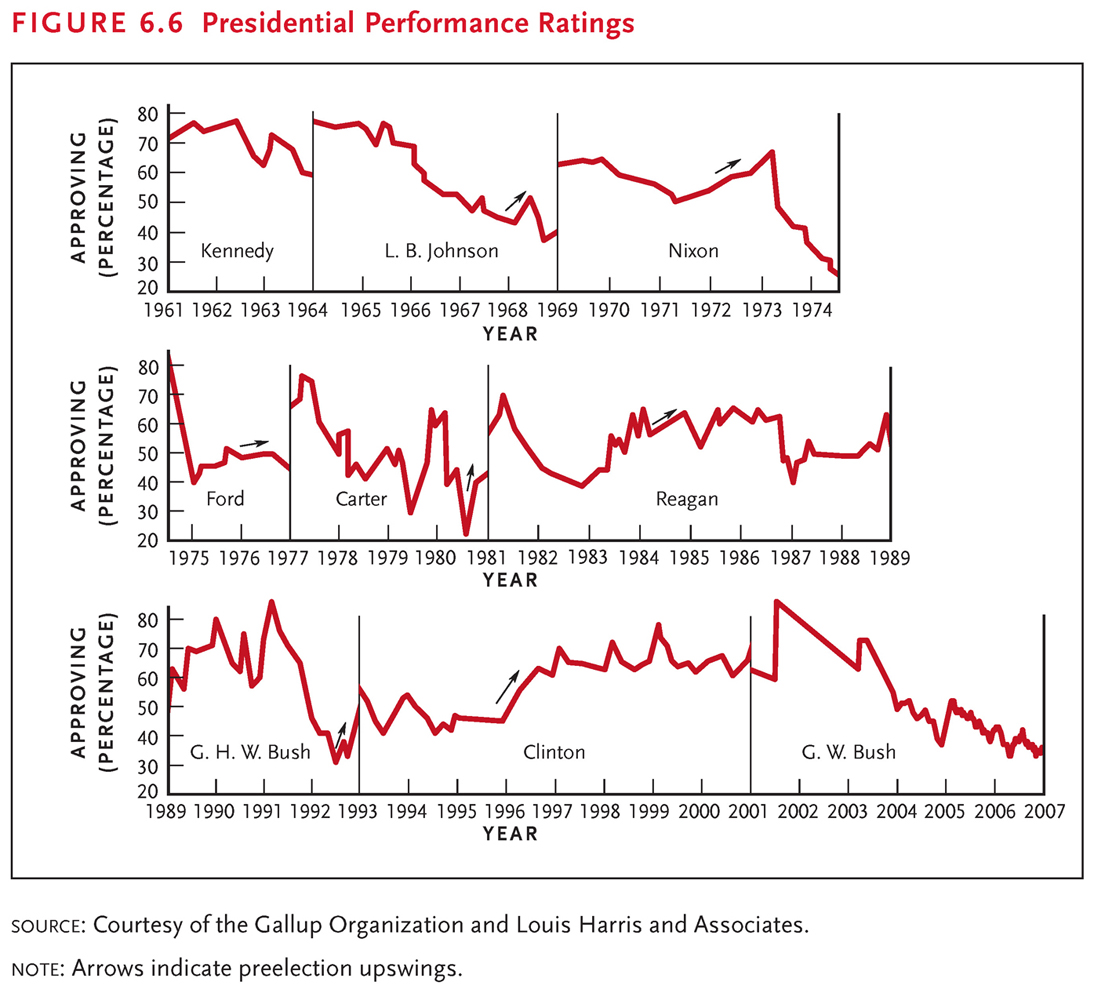 FIGURE 6.6 Presidential Performance Ratings
APPROVING
(PERCENTAGE)
80
70
60
50
40
30
20
Kennedy
L. B. Johnson
Nixon
1961 1962 1963 1964 1965 1966 1967 1968 1969 1970 1971 1972 1973 1974
YEAR
APPROVING
(PERCENTAGE)
80
70
60
50
40
30
20
Ford
Carter
Reagan
1975 1976 1977 1978 1979 1980 1981 1982 1983 1984 1985 1986 1987 1988 1989
YEAR
APPROVING
(PERCENTAGE)
80
70
60
50
40
30
20
G. H. W. Bush
Clinton
G. W. Bush
1989 1990 1991 1992 1993 1994 1995 1996 1997 1998 1999 2000 2001 2002 2003 2004 2005 2006 2007
YEAR
SOURCE: Courtesy of the Gallup Organization and Louis Harris and Associates.
NOTE: Arrows indicate preelection upswings.